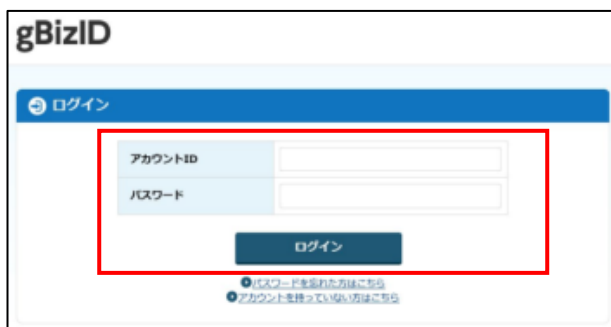 gBizID
ログイン
アカウントID
パスワード
ログイン
パスワードを忘れた方はこちら
アカウントを持っていない方はこちら